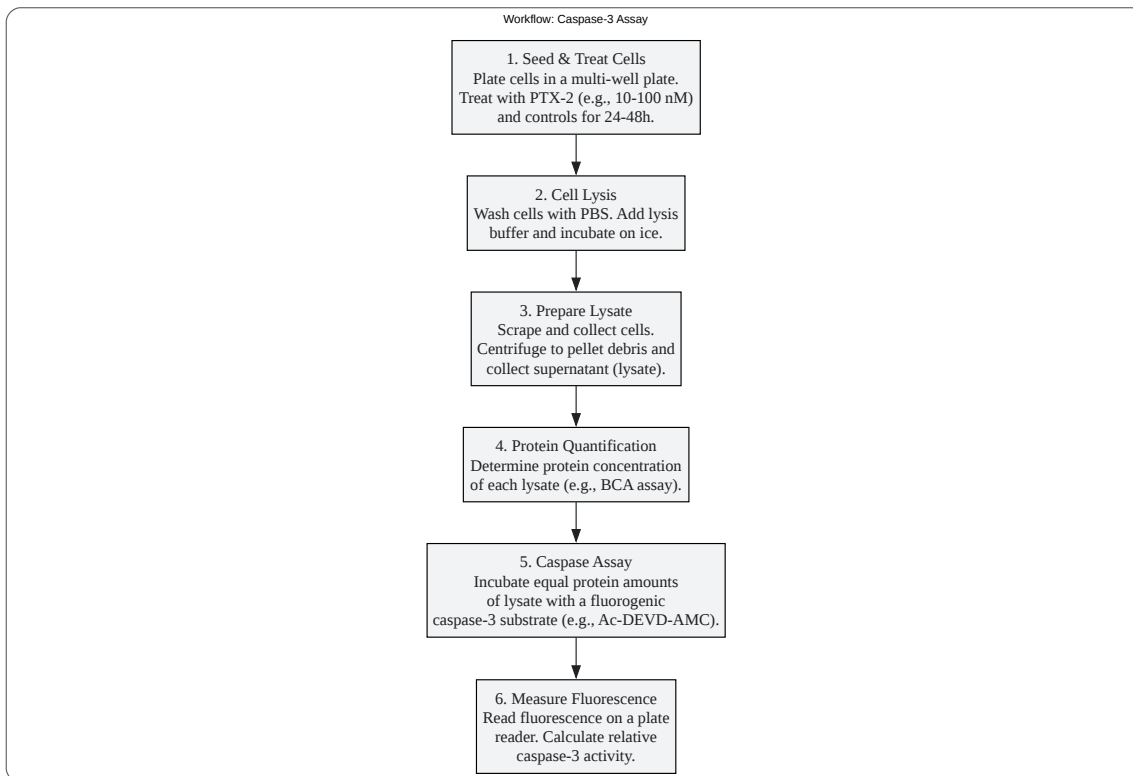 Workflow: Caspase-3 Assay
1. Seed & Treat Cells
Plate cells in a multi-well plate.
Treat with PTX-2 (e.g., 10-100 nM)
and controls for 24-48h.
2. Cell Lysis
Wash cells with PBS. Add lysis
buffer and incubate on ice.
3. Prepare Lysate
Scrape and collect cells.
Centrifuge to pellet debris and
collect supernatant (lysate).
4. Protein Quantification
Determine protein concentration
of each lysate (e.g., BCA assay).
5. Caspase Assay
Incubate equal protein amounts
of lysate with a fluorogenic
caspase-3 substrate (e.g., Ac-DEVD-AMC).
6. Measure Fluorescence
Read fluorescence on a plate
reader. Calculate relative
caspase-3 activity.